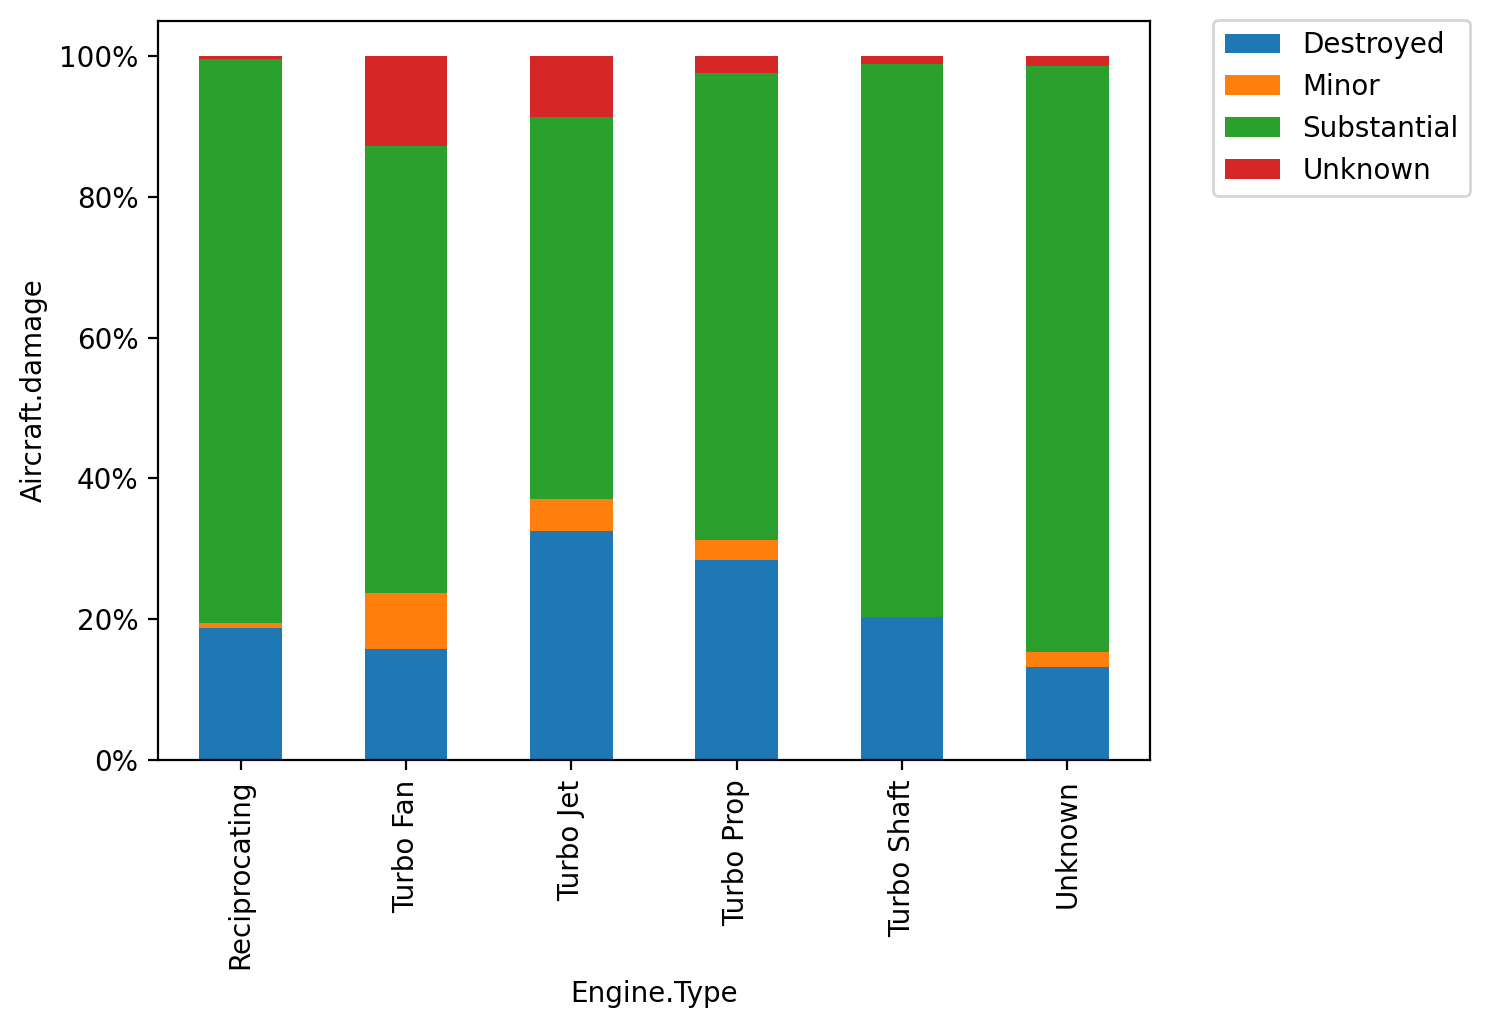 100%
80%
60%
40%
20%
0%
Aircraft.damage
Reciprocating
Turbo Fan
Turbo Jet
Turbo Prop
Turbo Shaft
Unknown
Engine.Type
Destroyed
Minor
Substantial
Unknown